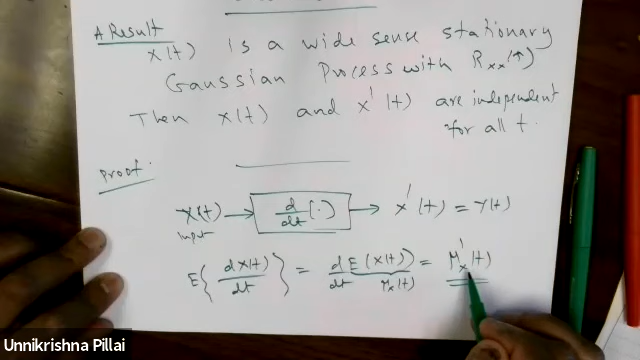 A Result
X(t) is a wide sense stationary
Gaussian Process with Rxx(τ)
Then X(t) and X'(t) are independent
for all t.
Proof.
X(t) → d/dt (·) → X'(t) = Y(t)
input
E{ dX(t)/dt } = d/dt E(X(t)) = μ'x(t)
μx(t)
Unnikrishna Pillai